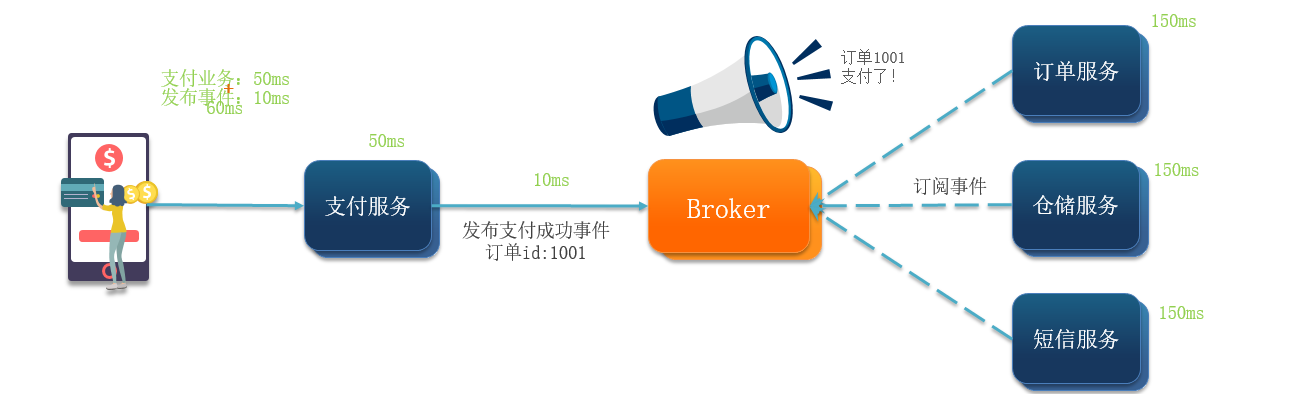 150ms
订单1001
支付了!
订单服务
支付业务: 50ms
+
发布事件: 10ms
60ms
50ms
150ms
10ms
订阅事件
支付服务
Broker
仓储服务
发布支付成功事件
订单id:1001
150ms
短信服务
$
$
$